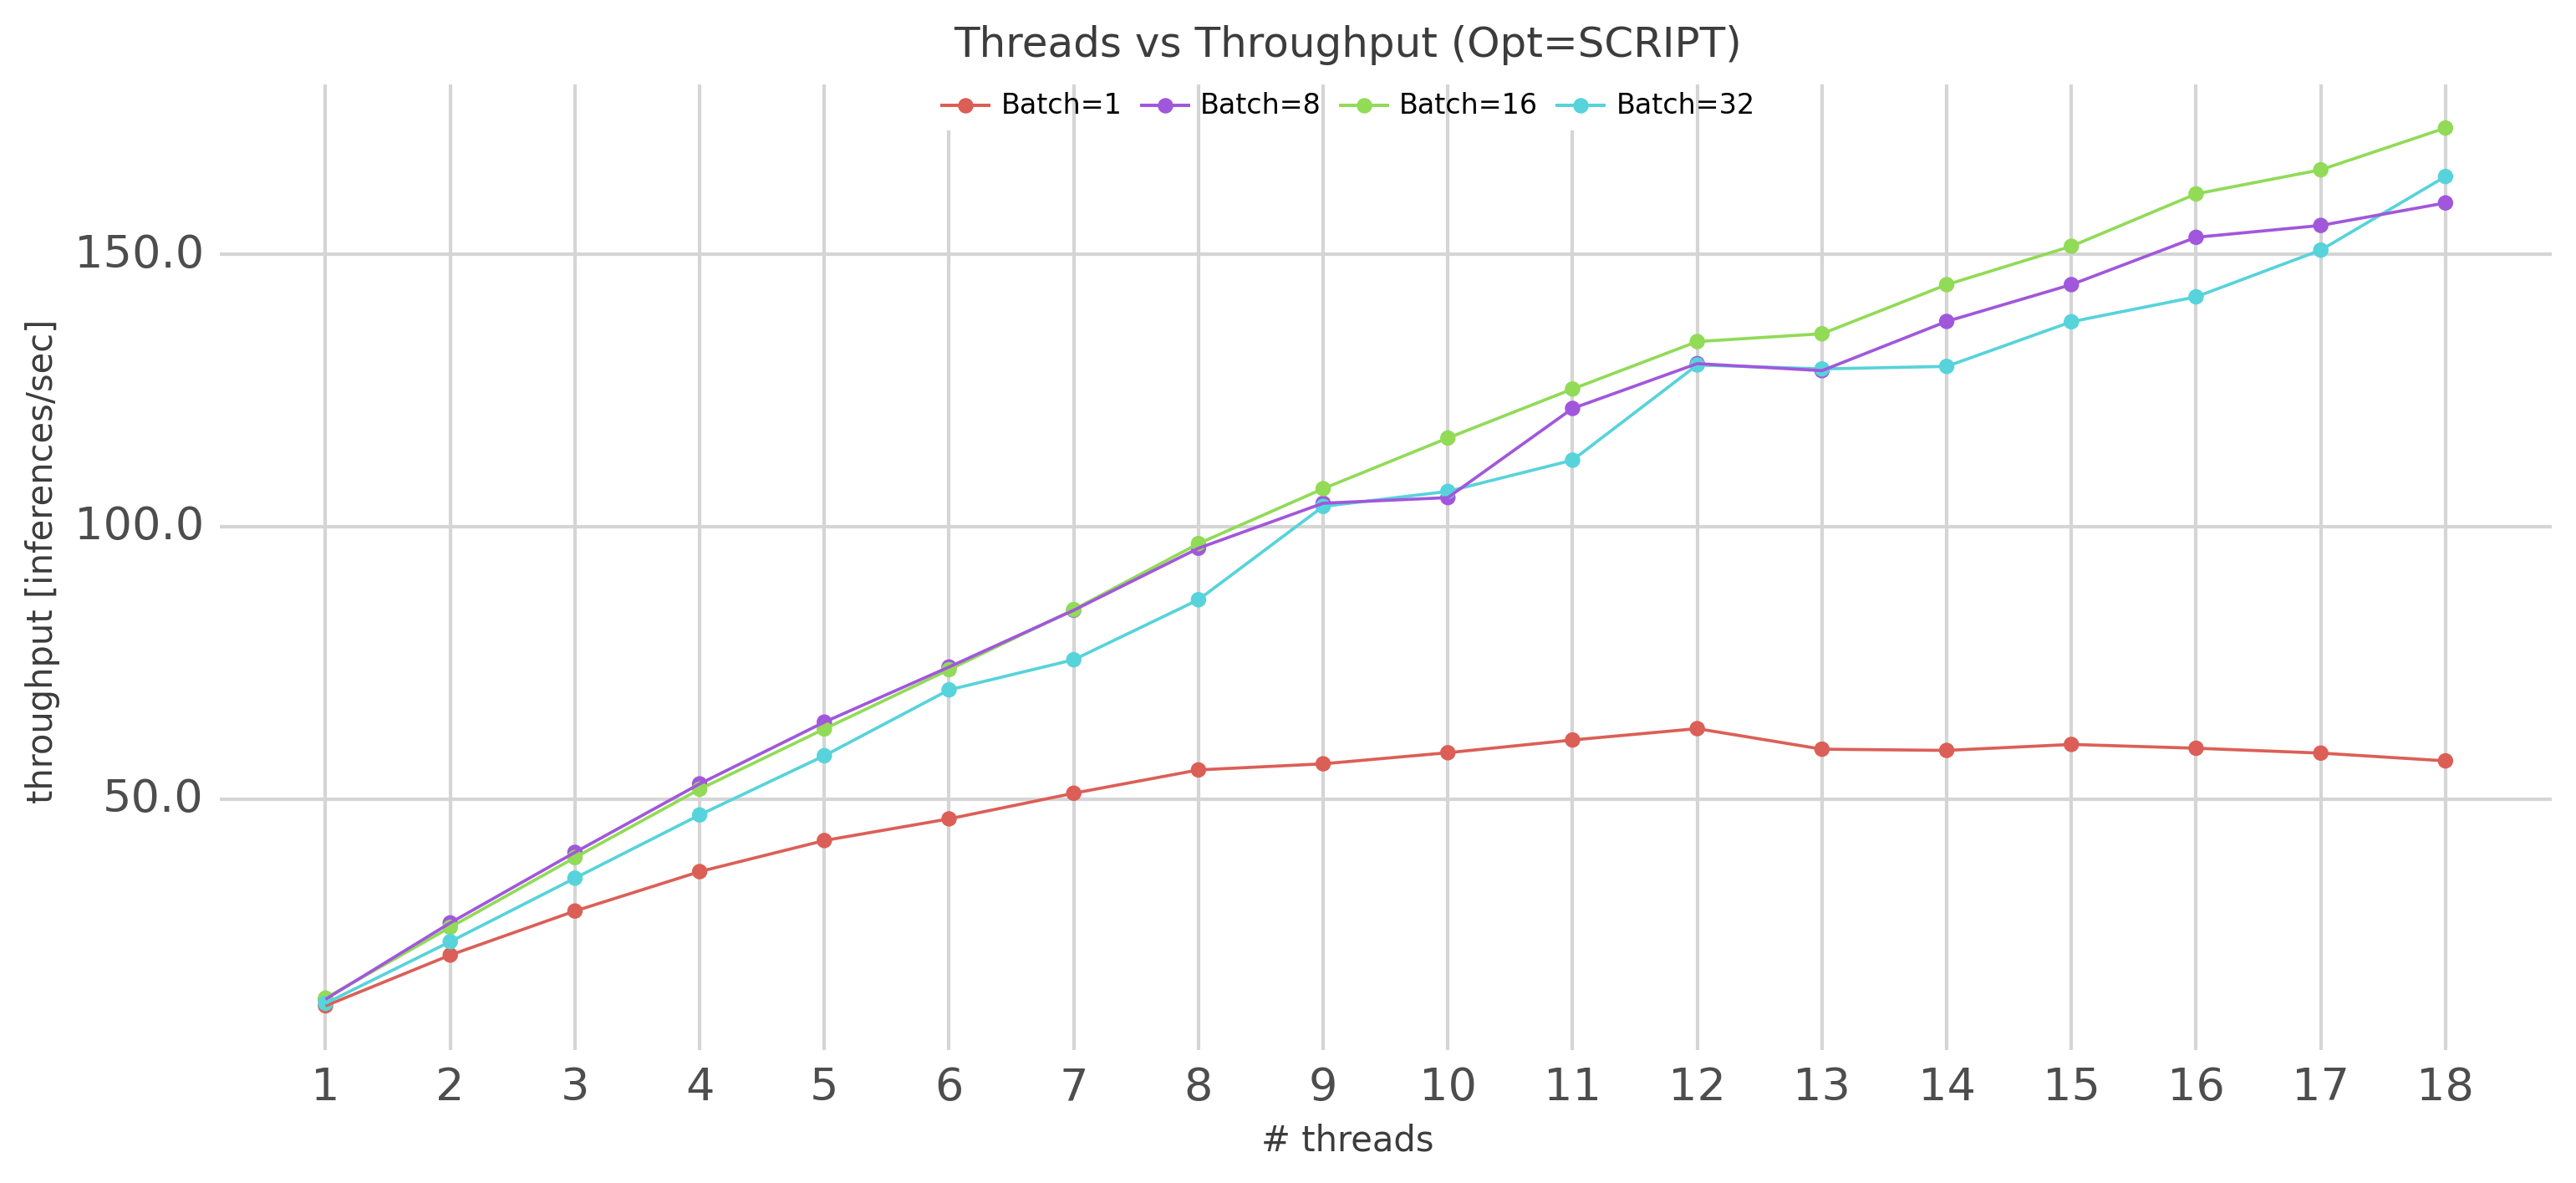 Threads vs Throughput (Opt=SCRIPT)
Batch=1 Batch=8 Batch=16 Batch=32
throughput [inferences/sec]
150.0
100.0
50.0
1 2 3 4 5 6 7 8 9 10 11 12 13 14 15 16 17 18
# threads